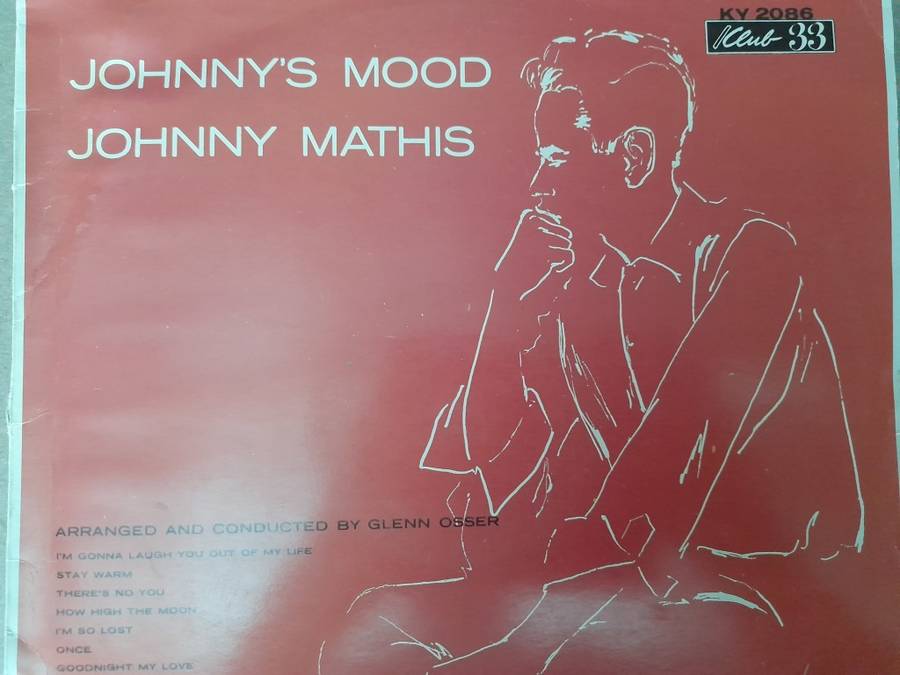 KY 2086
Klub 33
JOHNNY'S MOOD
JOHNNY MATHIS
ARRANGED AND CONDUCTED BY GLENN OSSER
I'M GONNA LAUGH YOU OUT OF MY LIFE
STAY WARM
THERE'S NO YOU
HOW HIGH THE MOON
I'M SO LOST
ONCE
GOODNIGHT MY LOVE